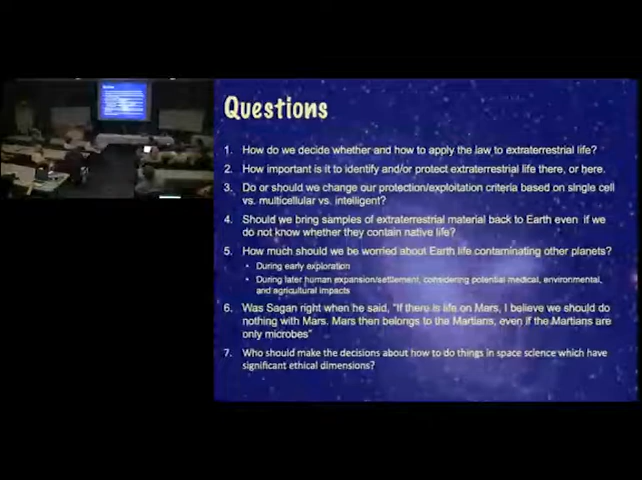 Questions
1. How do we decide whether and how to apply the law to extraterrestrial life?
2. How important is it to identify and/or protect extraterrestrial life there, or here.
3. Do or should we change our protection/exploitation criteria based on single cell
vs. multicellular vs. intelligent?
4. Should we bring samples of extraterrestrial material back to Earth even if we
do not know whether they contain native life?
5. How much should we be worried about Earth life contaminating other planets?
• During early exploration
• During later human expansion/settlement, considering potential medical, environmental,
and agricultural impacts
6. Was Sagan right when he said, "If there is life on Mars, I believe we should do
nothing with Mars. Mars then belongs to the Martians, even if the Martians are
only microbes"
7. Who should make the decisions about how to do things in space science which have
significant ethical dimensions?